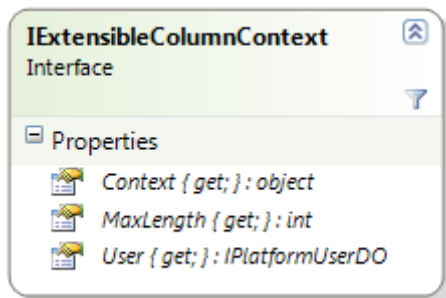 IExtensibleColumnContext
Interface
Properties
Context { get; } : object
MaxLength { get; } : int
User { get; } : IPlatformUserDO